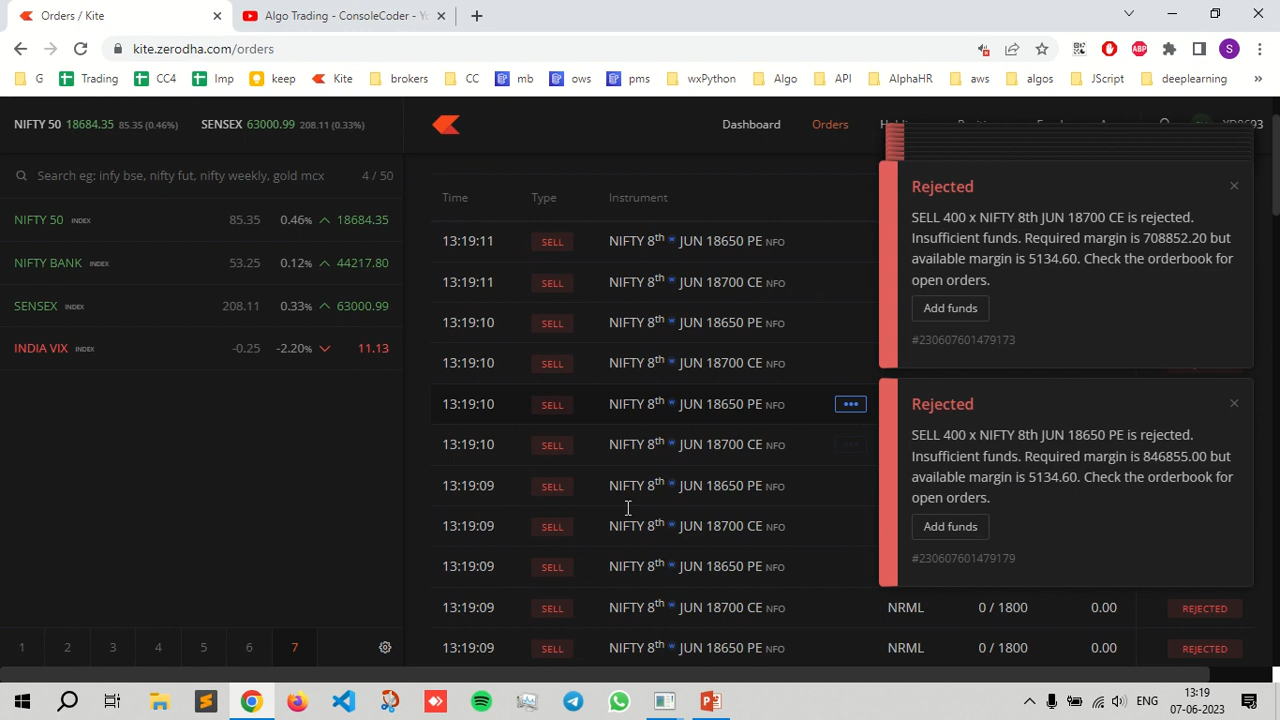 Orders / Kite
Algo Trading - ConsoleCoder - Yo
kite.zerodha.com/orders
G
Trading
CC4
Imp
keep
Kite
brokers
CC
mb
ows
pms
wxPython
Algo
API
AlphaHR
aws
algos
JScript
deeplearning
ABP
S
NIFTY 50 18684.35 85.35 (0.46%)
SENSEX 63000.99 208.11 (0.33%)
Dashboard
Orders
Search eg: infy bse, nifty fut, nifty weekly, gold mcx
4 / 50
NIFTY 50 INDEX 85.35 0.46% 18684.35
NIFTY BANK INDEX 53.25 0.12% 44217.80
SENSEX INDEX 208.11 0.33% 63000.99
INDIA VIX INDEX -0.25 -2.20% 11.13
1 2 3 4 5 6 7
Time Type Instrument
13:19:11 SELL NIFTY 8th w JUN 18650 PE NFO
13:19:11 SELL NIFTY 8th w JUN 18700 CE NFO
13:19:10 SELL NIFTY 8th w JUN 18650 PE NFO
13:19:10 SELL NIFTY 8th w JUN 18700 CE NFO
13:19:10 SELL NIFTY 8th w JUN 18650 PE NFO
13:19:10 SELL NIFTY 8th w JUN 18700 CE NFO
13:19:09 SELL NIFTY 8th w JUN 18650 PE NFO
13:19:09 SELL NIFTY 8th w JUN 18700 CE NFO
13:19:09 SELL NIFTY 8th w JUN 18650 PE NFO
13:19:09 SELL NIFTY 8th w JUN 18700 CE NFO NRML 0 / 1800 0.00 REJECTED
13:19:09 SELL NIFTY 8th w JUN 18650 PE NFO NRML 0 / 1800 0.00 REJECTED
Rejected
SELL 400 x NIFTY 8th JUN 18700 CE is rejected.
Insufficient funds. Required margin is 708852.20 but
available margin is 5134.60. Check the orderbook for
open orders.
Add funds
#230607601479173
Rejected
SELL 400 x NIFTY 8th JUN 18650 PE is rejected.
Insufficient funds. Required margin is 846855.00 but
available margin is 5134.60. Check the orderbook for
open orders.
Add funds
#230607601479179
ENG
13:19
07-06-2023